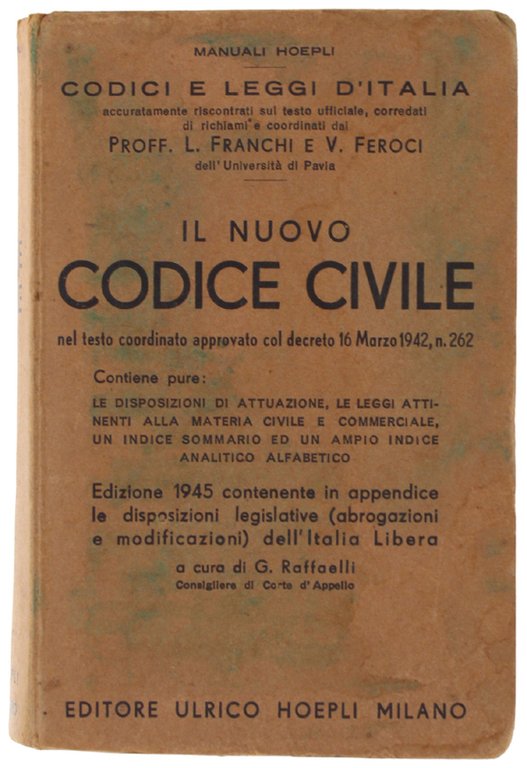 MANUALI HOEPLI
CODICI E LEGGI D'ITALIA
accuratamente riscontrati sul testo ufficiale, corredati
di richiami e coordinati dai
PROFF. L. FRANCHI E V. FEROCI
dell'Università di Pavia
IL NUOVO
CODICE CIVILE
nel testo coordinato approvato col decreto 16 Marzo 1942, n. 262
Contiene pure:
LE DISPOSIZIONI DI ATTUAZIONE, LE LEGGI ATTI-
NENTI ALLA MATERIA CIVILE E COMMERCIALE,
UN INDICE SOMMARIO ED UN AMPIO INDICE
ANALITICO ALFABETICO
Edizione 1945 contenente in appendice
le disposizioni legislative (abrogazioni
e modificazioni) dell'Italia Libera
a cura di G. Raffaelli
Consigliere di Corte d'Appello
EDITORE ULRICO HOEPLI MILANO